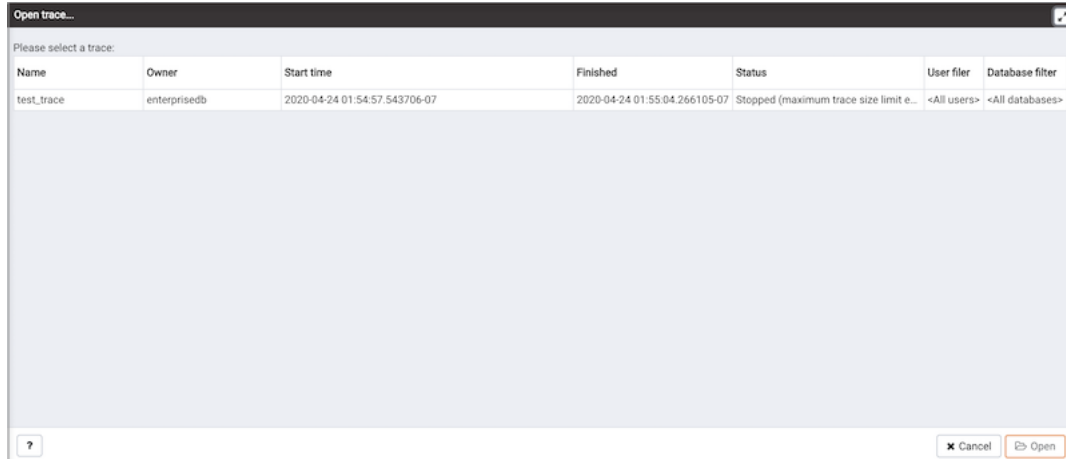 Open trace...
Please select a trace:
Name Owner Start time Finished Status User filer Database filter
test_trace enterprisedb 2020-04-24 01:54:57.543706-07 2020-04-24 01:55:04.266105-07 Stopped (maximum trace size limit e... <All users> <All databases>
? Cancel Open